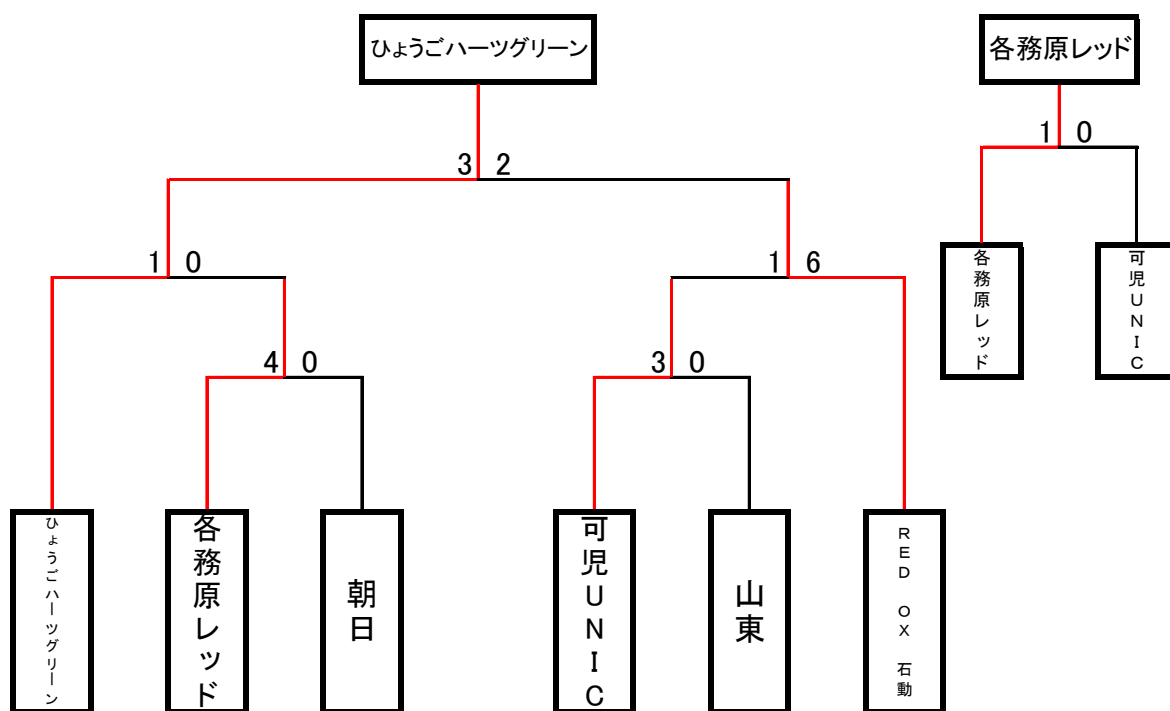 ひょうごハーツグリーン
各務原レッド
1 0
3 2
1 0
1 6
各務原レッド
可児UNIC
4 0
3 0
ひょうごハーツグリーン
各務原レッド
朝日
可児UNIC
山東
RED OX 石動